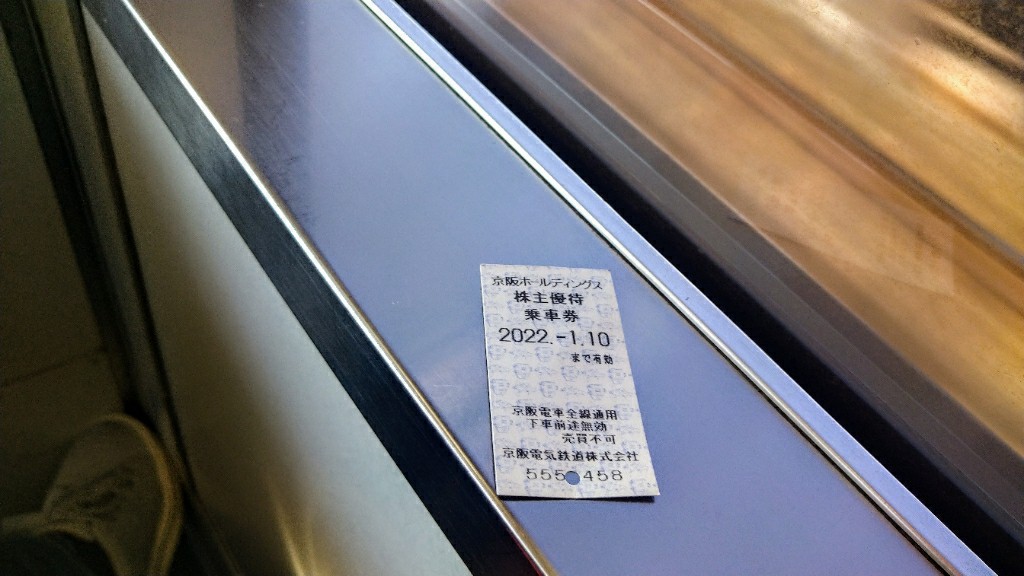 京阪ホールディングス
株主優待
乗車券
2022.-1.10
まで有効
京阪電車全線通用
下車前途無効
売買不可
京阪電気鉄道株式会社
555 458